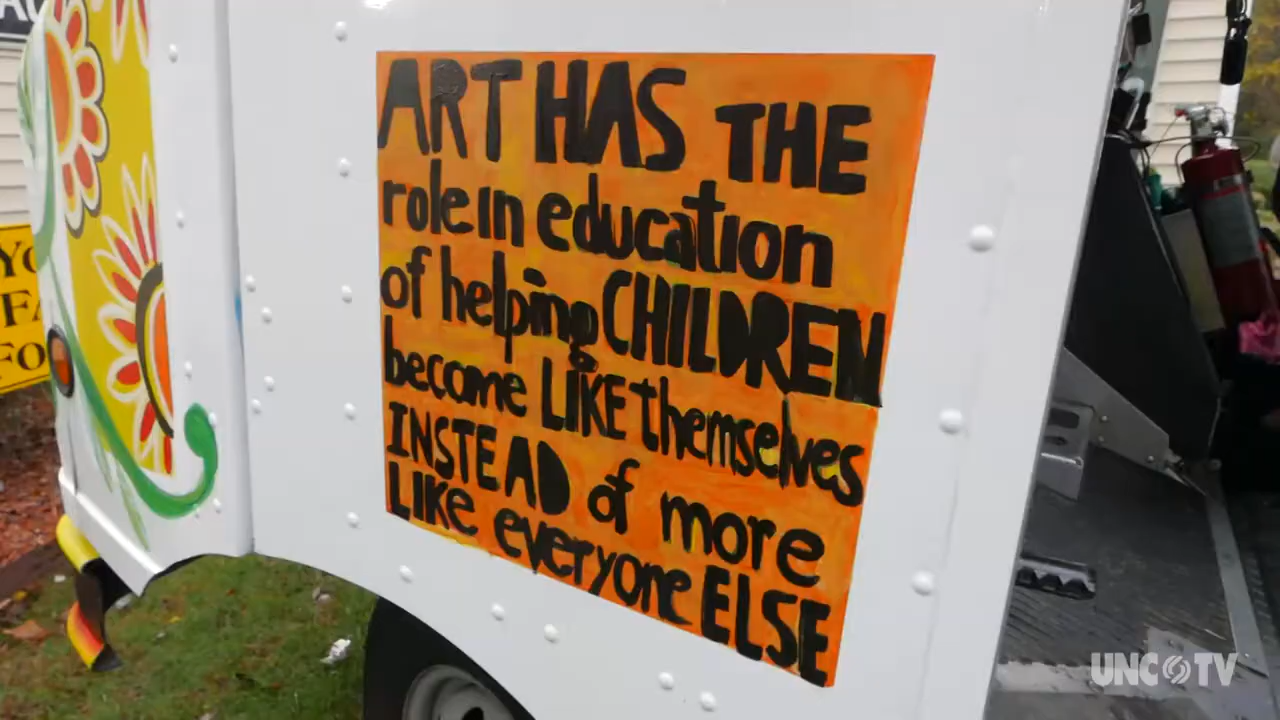 ART HAS THE
role in education
of helping CHILDREN
become LIKE themselves
INSTEAD of more
LIKE everyone ELSE
UNC TV